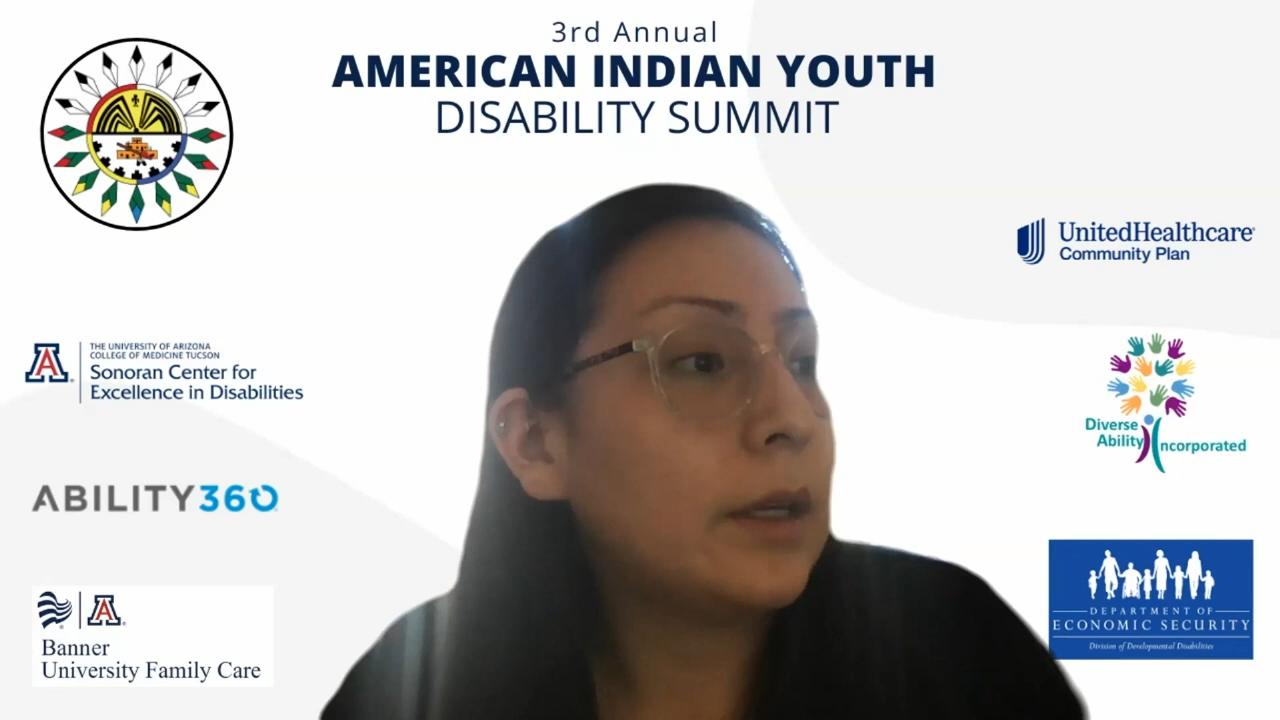 3rd Annual
AMERICAN INDIAN YOUTH
DISABILITY SUMMIT
UnitedHealthcare
Community Plan
THE UNIVERSITY OF ARIZONA
COLLEGE OF MEDICINE TUCSON
Sonoran Center for
Excellence in Disabilities
Diverse
Ability Incorporated
ABILITY360
Banner
University Family Care
DEPARTMENT OF
ECONOMIC SECURITY
Division of Developmental Disabilities